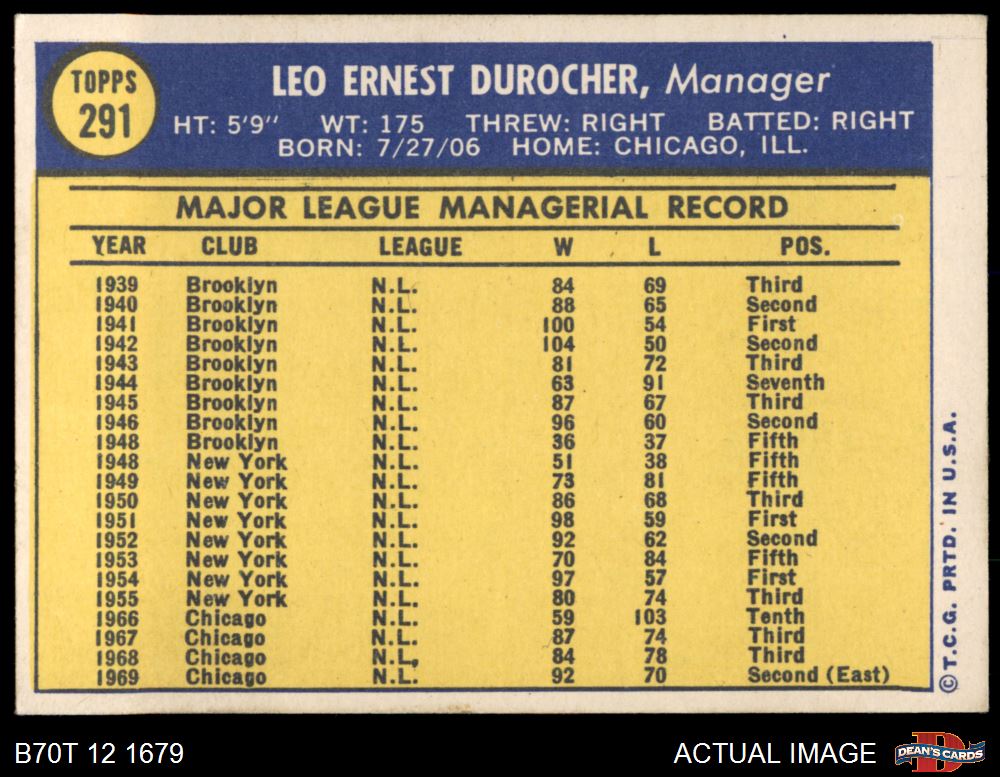 TOPPS
291
LEO ERNEST DUROCHER, Manager
HT: 5'9" WT: 175 THREW: RIGHT BATTED: RIGHT
BORN: 7/27/06 HOME: CHICAGO, ILL.
MAJOR LEAGUE MANAGERIAL RECORD
YEAR CLUB LEAGUE W L POS.
1939 Brooklyn N.L. 84 69 Third
1940 Brooklyn N.L. 88 65 Second
1941 Brooklyn N.L. 100 54 First
1942 Brooklyn N.L. 104 50 Second
1943 Brooklyn N.L. 81 72 Third
1944 Brooklyn N.L. 63 91 Seventh
1945 Brooklyn N.L. 87 67 Third
1946 Brooklyn N.L. 96 60 Second
1948 Brooklyn N.L. 36 37 Fifth
1948 New York N.L. 51 38 Fifth
1949 New York N.L. 73 81 Fifth
1950 New York N.L. 86 68 Third
1951 New York N.L. 98 59 First
1952 New York N.L. 92 62 Second
1953 New York N.L. 70 84 Fifth
1954 New York N.L. 97 57 First
1955 New York N.L. 80 74 Third
1966 Chicago N.L. 59 103 Tenth
1967 Chicago N.L. 87 74 Third
1968 Chicago N.L. 84 78 Third
1969 Chicago N.L. 92 70 Second (East)
©T.C.G. PRTD. IN U.S.A.
B70T 12 1679
ACTUAL IMAGE
D
DEAN'S CARDS